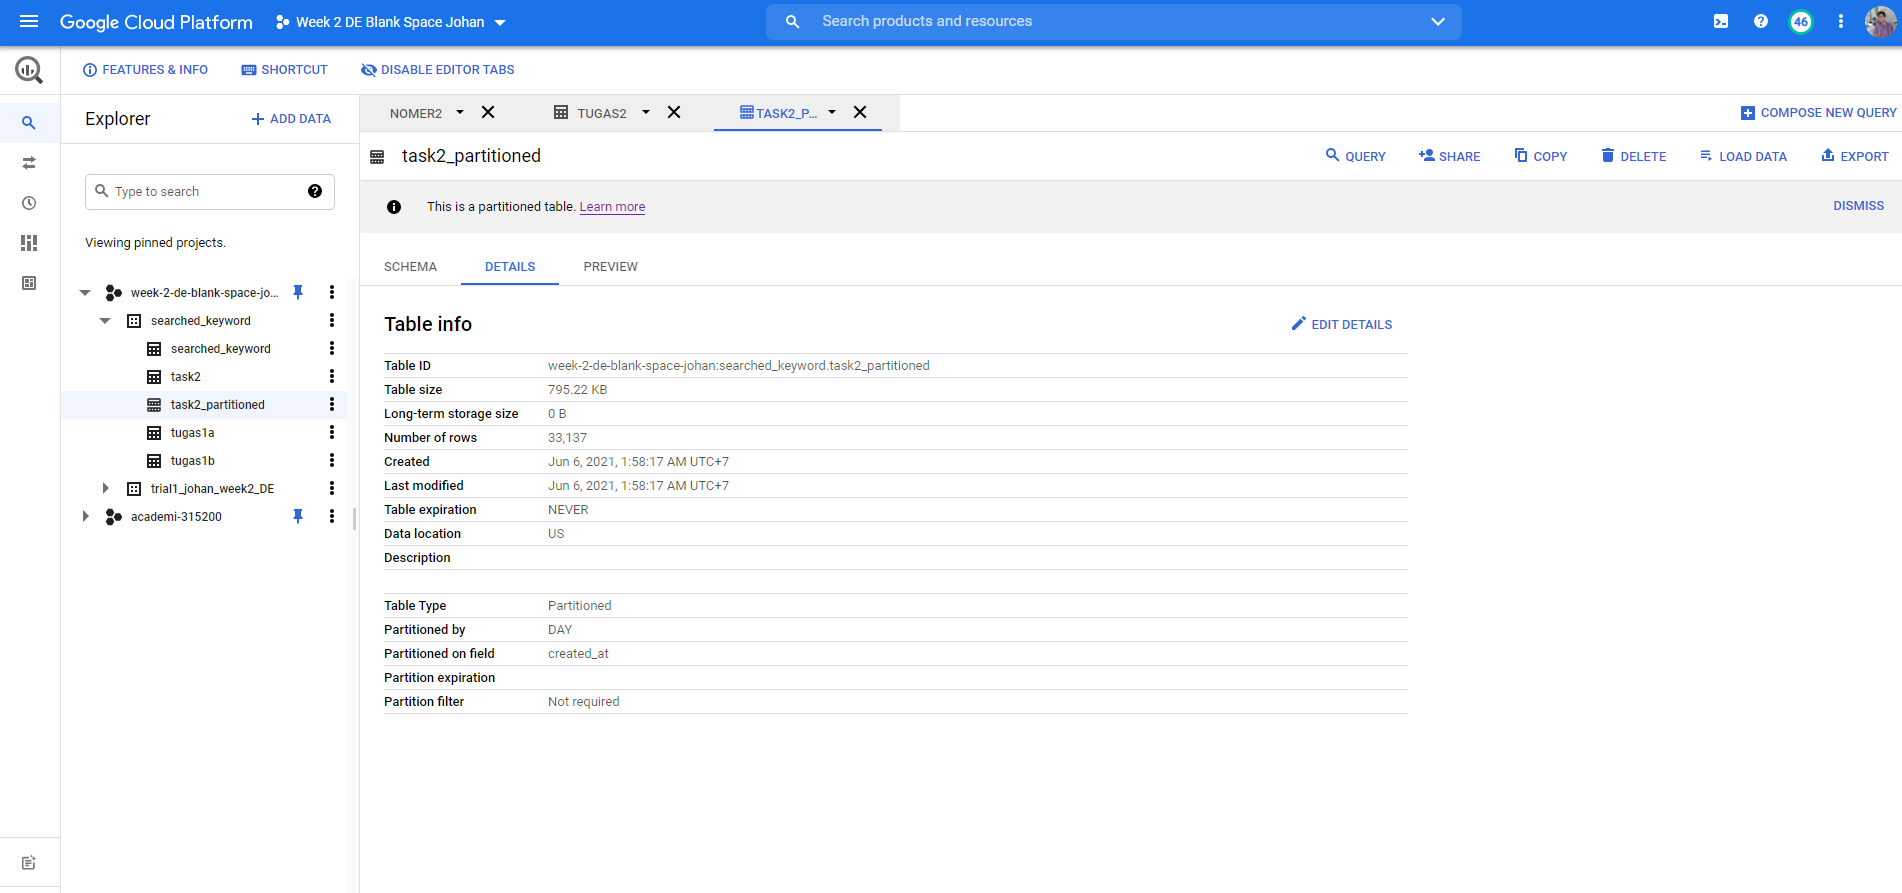 Google Cloud Platform Week 2 DE Blank Space Johan Search products and resources 46
FEATURES & INFO SHORTCUT DISABLE EDITOR TABS
Explorer + ADD DATA
NOMER2 TUGAS2 TASK2_P... COMPOSE NEW QUERY
task2_partitioned QUERY SHARE COPY DELETE LOAD DATA EXPORT
Type to search
This is a partitioned table. Learn more DISMISS
Viewing pinned projects.
SCHEMA DETAILS PREVIEW
week-2-de-blank-space-jo...
searched_keyword
searched_keyword
task2
task2_partitioned
tugas1a
tugas1b
trial1_johan_week2_DE
academi-315200
Table info EDIT DETAILS
Table ID week-2-de-blank-space-johan:searched_keyword.task2_partitioned
Table size 795.22 KB
Long-term storage size 0 B
Number of rows 33,137
Created Jun 6, 2021, 1:58:17 AM UTC+7
Last modified Jun 6, 2021, 1:58:17 AM UTC+7
Table expiration NEVER
Data location US
Description
Table Type Partitioned
Partitioned by DAY
Partitioned on field created_at
Partition expiration
Partition filter Not required